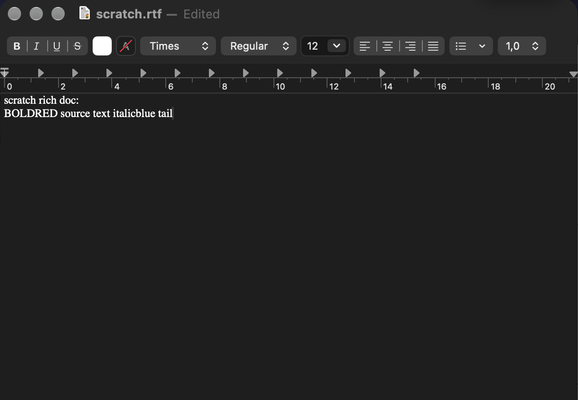 scratch.rtf — Edited
B I U S A Times Regular 12 1,0
0 2 4 6 8 10 12 14 16 18 20
scratch rich doc:
BOLDRED source text italicblue tail